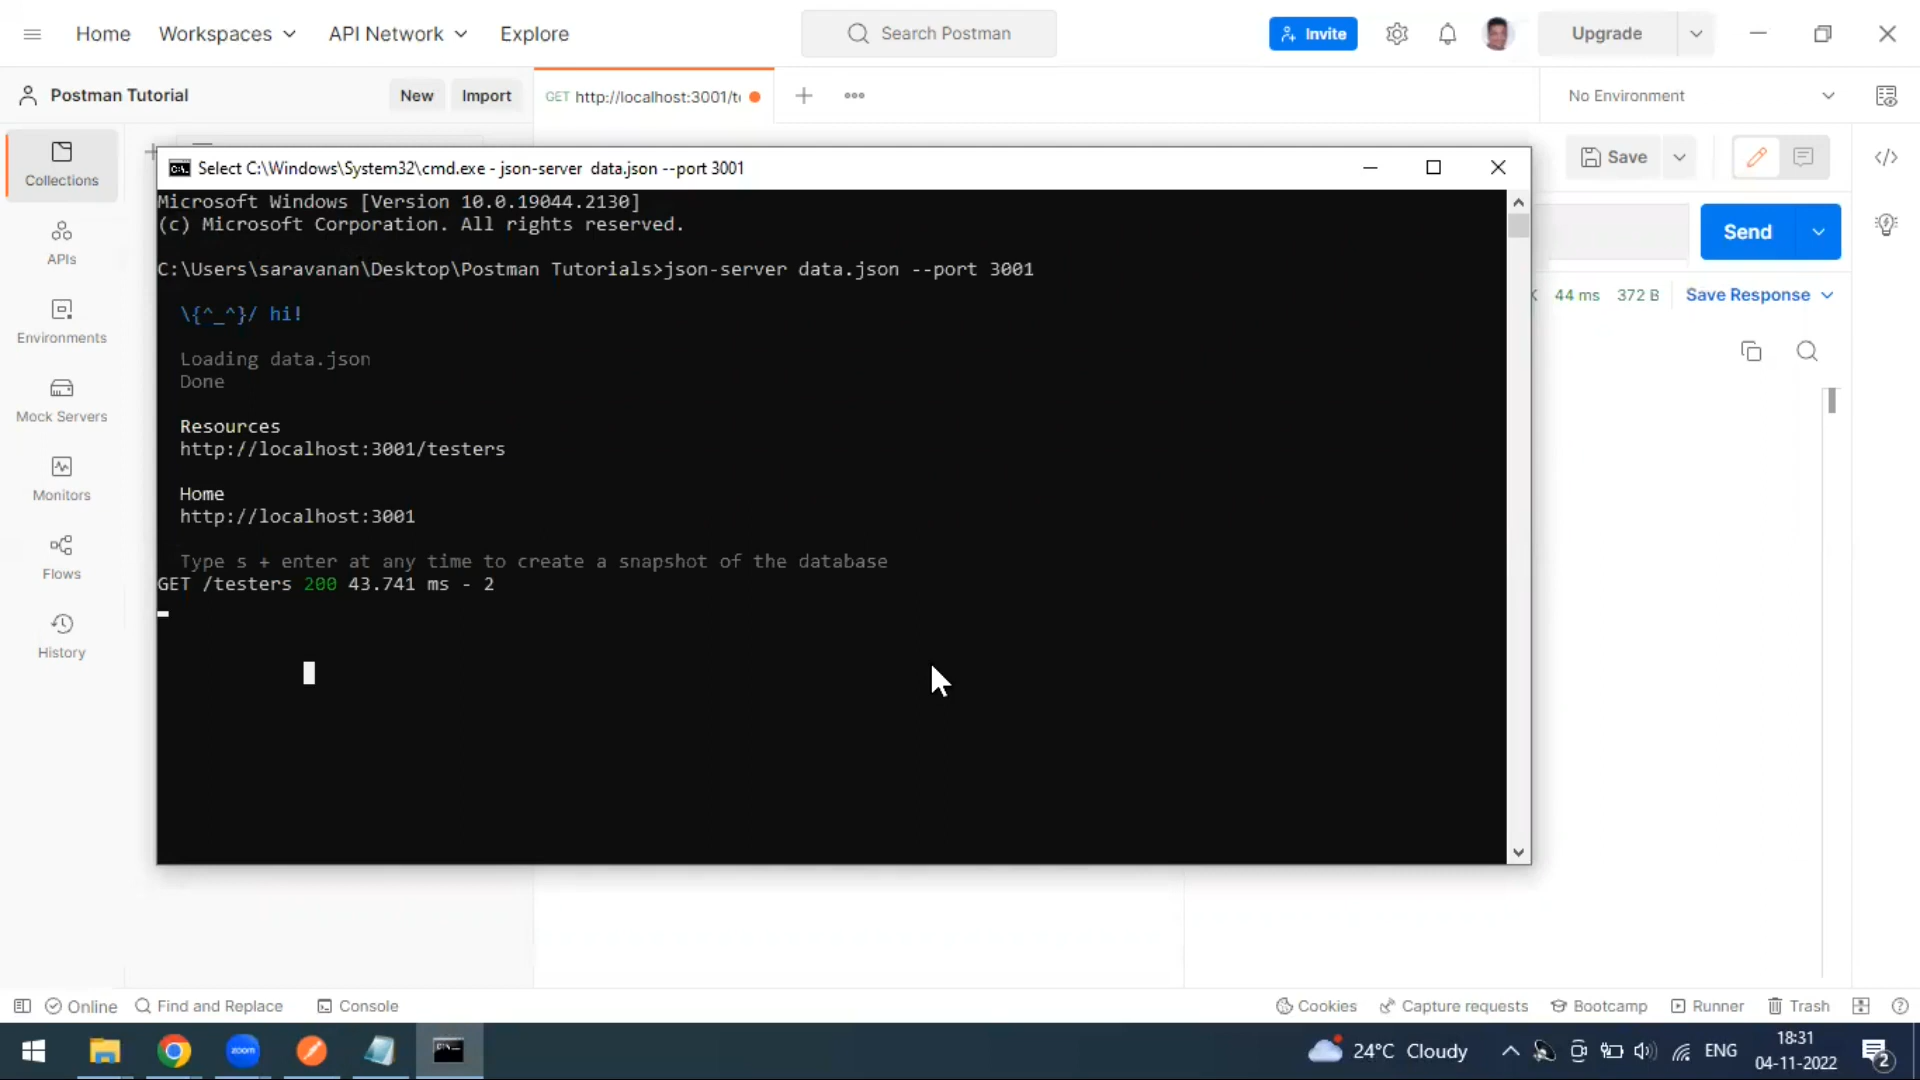 Home Workspaces API Network Explore Search Postman Invite Upgrade
Postman Tutorial New Import GET http://localhost:3001/t No Environment
Select C:\Windows\System32\cmd.exe - json-server data.json --port 3001
Save
Microsoft Windows [Version 10.0.19044.2130]
(c) Microsoft Corporation. All rights reserved.
Send
C:\Users\saravanan\Desktop\Postman Tutorials>json-server data.json --port 3001
44 ms 372 B Save Response
\{^_^}/ hi!
Loading data.json
Done
Resources
http://localhost:3001/testers
Home
http://localhost:3001
Type s + enter at any time to create a snapshot of the database
GET /testers 200 43.741 ms - 2
Collections
APIs
Environments
Mock Servers
Monitors
Flows
History
Online Find and Replace Console Cookies Capture requests Bootcamp Runner Trash
zoom
24°C Cloudy ENG
18:31
04-11-2022
2